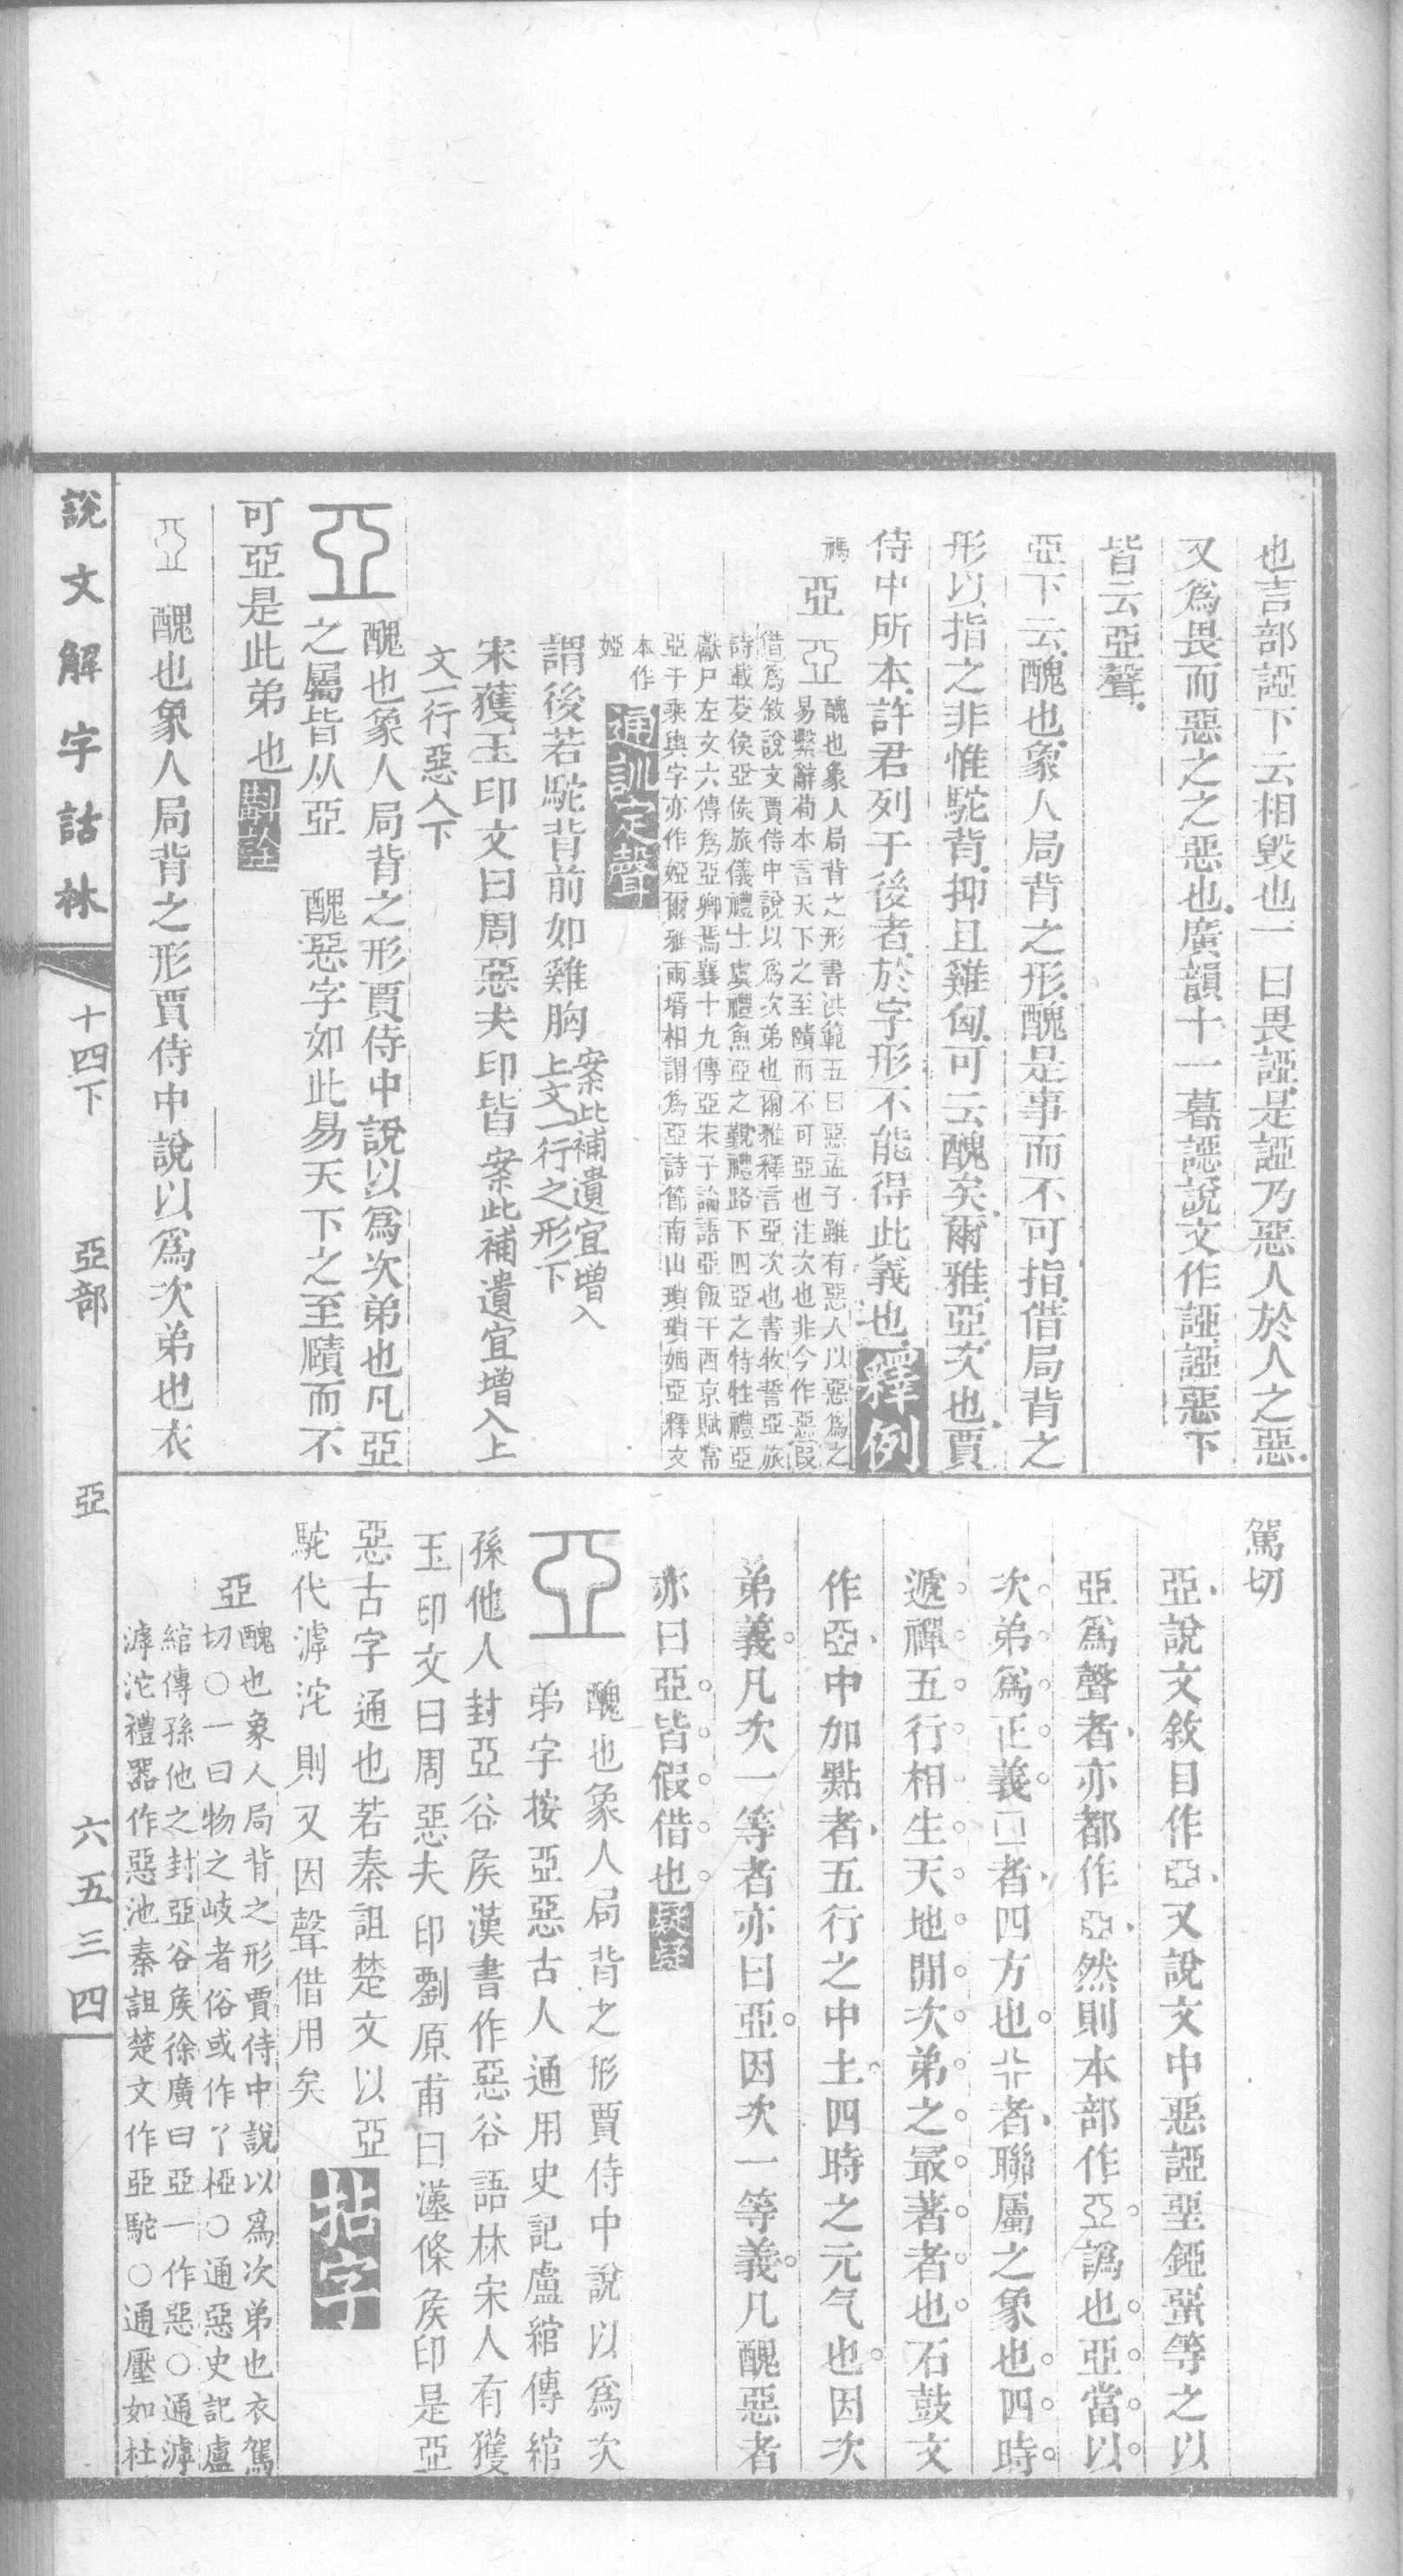 也言部䛩下云相毀也一曰畏䛩是䛩乃惡人於人之惡
又爲畏而惡之之惡也廣韻十一暮諰說文作䛩䛩惡下
皆云亞聲
亞下云醜也象人局背之形醜是事而不可指借局背之
形以指之非惟駝背抑且雞匈可云醜矣爾雅亞次也賈
侍中所本許君列于後者於字形不能得此義也釋例
亞亞醜也象人局背之形書洪範五曰惡孟子雖有惡人以惡爲之
易繫辭荀本言天下之至賾而不可亞也注次也非今作惡叚
借爲敘說文賈侍中說以爲次弟也爾雅釋言亞次也書牧誓亞旅
詩載芟侯亞侯旅儀禮士虞禮魚亞之覲禮路下四亞之特牲禮亞
獻尸左文六傳爲亞卿焉襄十九傳亞宋子論語亞飯干西京賦常
亞于乘輿字亦作婭爾雅兩壻相謂爲亞詩節南山瑣瑣姻亞釋文
本作
婭
通訓定聲
謂後若駝背前如雞胸案此補遺宜增入
上文一行之形下
宋獲玉印文曰周惡夫印皆案此補遺宜增入上
文一行惡人下
亞醜也象人局背之形賈侍中說以爲次弟也凡亞
之屬皆从亞 醜惡字如此易天下之至賾而不
可亞是此弟也斠詮
亞 醜也象人局背之形賈侍中說以爲次弟也衣
駕切
亞說文敘目作亞又說文中惡䛩堊錏蝁等之以
亞爲聲者亦都作亞然則本部作亞譌也亞當以
次弟爲正義口者四方也者聯屬之象也四時
遞禪五行相生天地閒次弟之最著者也石鼓文
作亞中加點者五行之中土四時之元气也因次
弟義凡次一等者亦曰亞因次一等義凡醜惡者
亦曰亞皆假借也疑疑
亞 醜也象人局背之形賈侍中說以爲次
弟字按亞惡古人通用史記盧綰傳綰
孫他人封亞谷矦漢書作惡谷語林宋人有獲
玉印文曰周惡夫印劉原甫曰漢條矦印是亞
惡古字通也若秦詛楚文以亞
駝代滹沱則又因聲借用矣拈字
亞醜也象人局背之形賈侍中說以爲次弟也衣駕
切○一曰物之岐者俗或作丫椏○通惡史記盧
綰傳孫他之封亞谷矦徐廣曰亞一作惡○通滹
滹沱禮器作惡池秦詛楚文作亞駝○通壓如杜
說文解字詁林
十四下
亞部
亞
六五三四